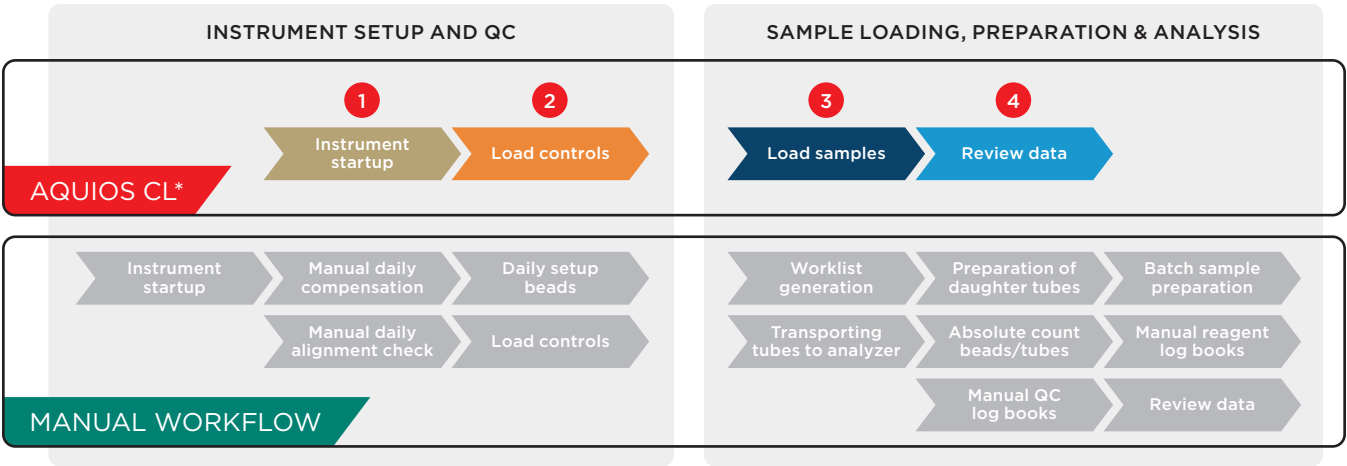 INSTRUMENT SETUP AND QC
SAMPLE LOADING, PREPARATION & ANALYSIS
1
2
3
4
Instrument
startup
Load controls
Load samples
Review data
AQUIOS CL*
Instrument
startup
Manual daily
compensation
Daily setup
beads
Manual daily
alignment check
Load controls
Worklist
generation
Preparation of
daughter tubes
Batch sample
preparation
Transporting
tubes to analyzer
Absolute count
beads/tubes
Manual reagent
log books
Manual QC
log books
Review data
MANUAL WORKFLOW